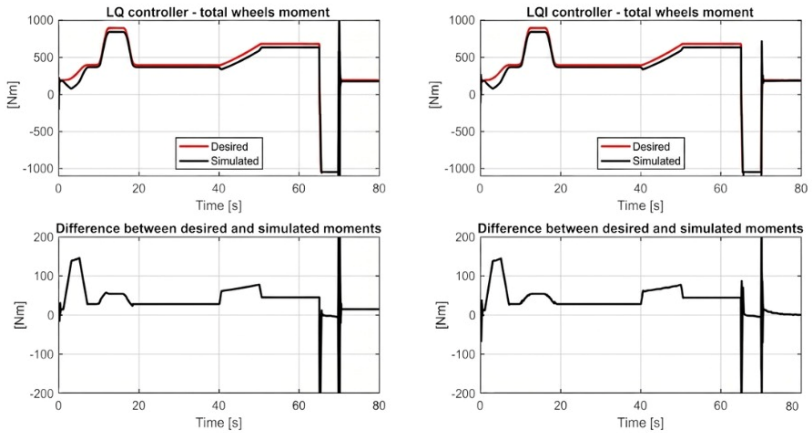 LQ controller - total wheels moment
1000
500
0
-500
-1000
[Nm]
Desired
Simulated
0 20 40 60 80
Time [s]
LQI controller - total wheels moment
1000
500
0
-500
-1000
[Nm]
Desired
Simulated
0 20 40 60 80
Time [s]
Difference between desired and simulated moments
200
100
0
-100
-200
[Nm]
0 20 40 60 80
Time [s]
Difference between desired and simulated moments
200
100
0
-100
-200
[Nm]
0 20 40 60 80
Time [s]